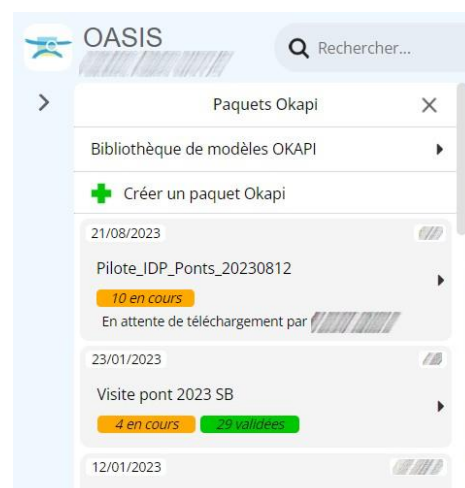 OASIS
Rechercher...
Paquets Okapi
Bibliothèque de modèles OKAPI
Créer un paquet Okapi
21/08/2023
Pilote_IDP_Ponts_20230812
10 en cours
En attente de téléchargement par
23/01/2023
Visite pont 2023 SB
4 en cours 29 validées
12/01/2023